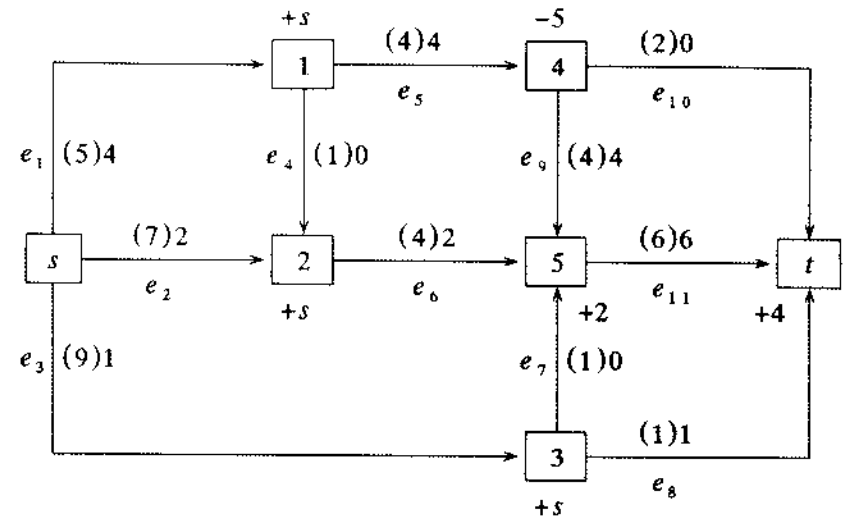 +s
-5
1
(4)4
e5
4
(2)0
e10
e1 (5)4
e4 (1)0
e9 (4)4
s
(7)2
e2
2
+s
(4)2
e6
5
+2
(6)6
e11
t
+4
e3 (9)1
e7 (1)0
3
+s
(1)1
e8